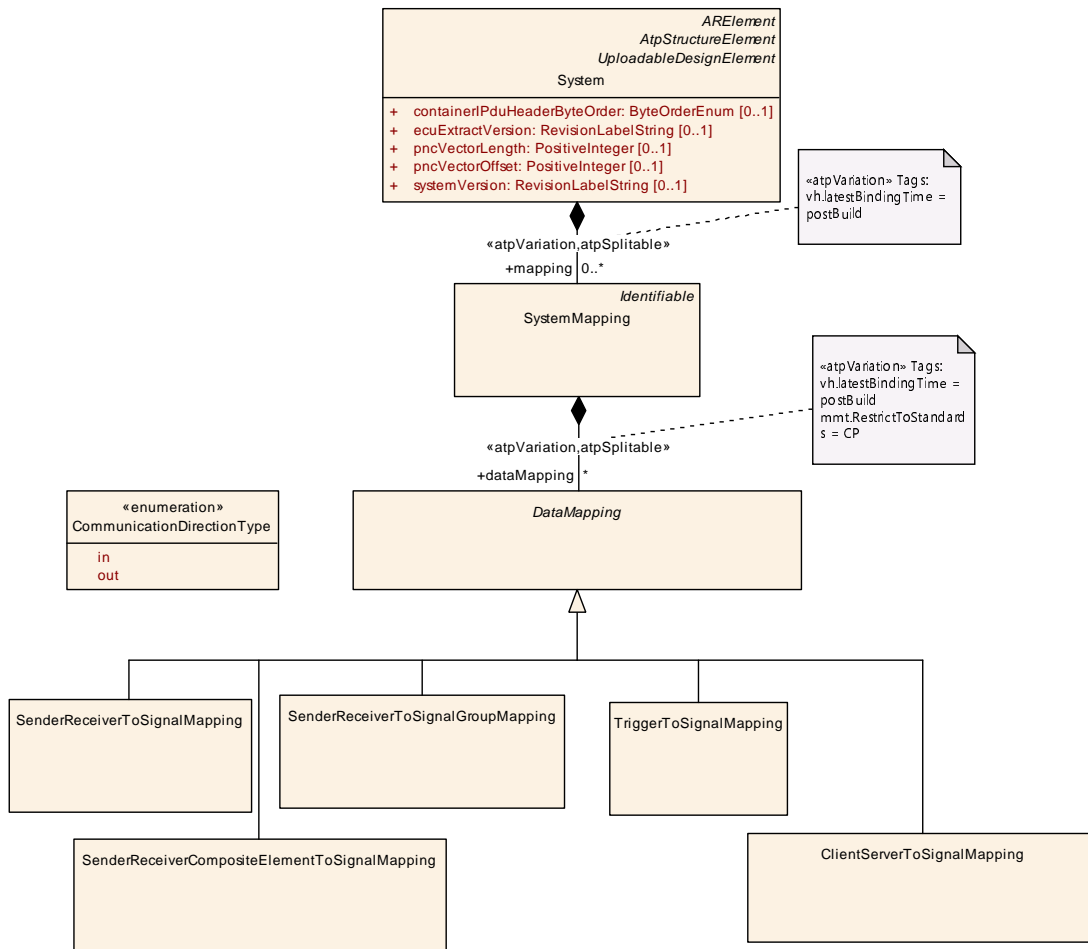 ARElement
AtpStructureElement
UploadableDesignElement
System
+ containerIPduHeaderByteOrder: ByteOrderEnum [0..1]
+ ecuExtractVersion: RevisionLabelString [0..1]
+ pncVectorLength: PositiveInteger [0..1]
+ pncVectorOffset: PositiveInteger [0..1]
+ systemVersion: RevisionLabelString [0..1]
«atpVariation» Tags:
vh.latestBindingTime =
postBuild
«atpVariation,atpSplitable»
+mapping 0..*
Identifiable
SystemMapping
«atpVariation» Tags:
vh.latestBindingTime =
postBuild
mmt.RestrictToStandard
s = CP
«atpVariation,atpSplitable»
+dataMapping *
«enumeration»
CommunicationDirectionType
in
out
DataMapping
SenderReceiverToSignalMapping
SenderReceiverToSignalGroupMapping
TriggerToSignalMapping
SenderReceiverCompositeElementToSignalMapping
ClientServerToSignalMapping